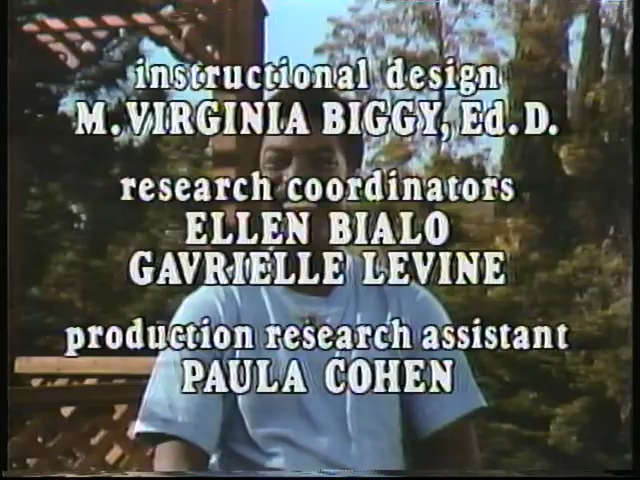 instructional design
M. VIRGINIA BIGGY, Ed. D.
research coordinators
ELLEN BIALO
GAVRIELLE LEVINE
production research assistant
PAULA COHEN